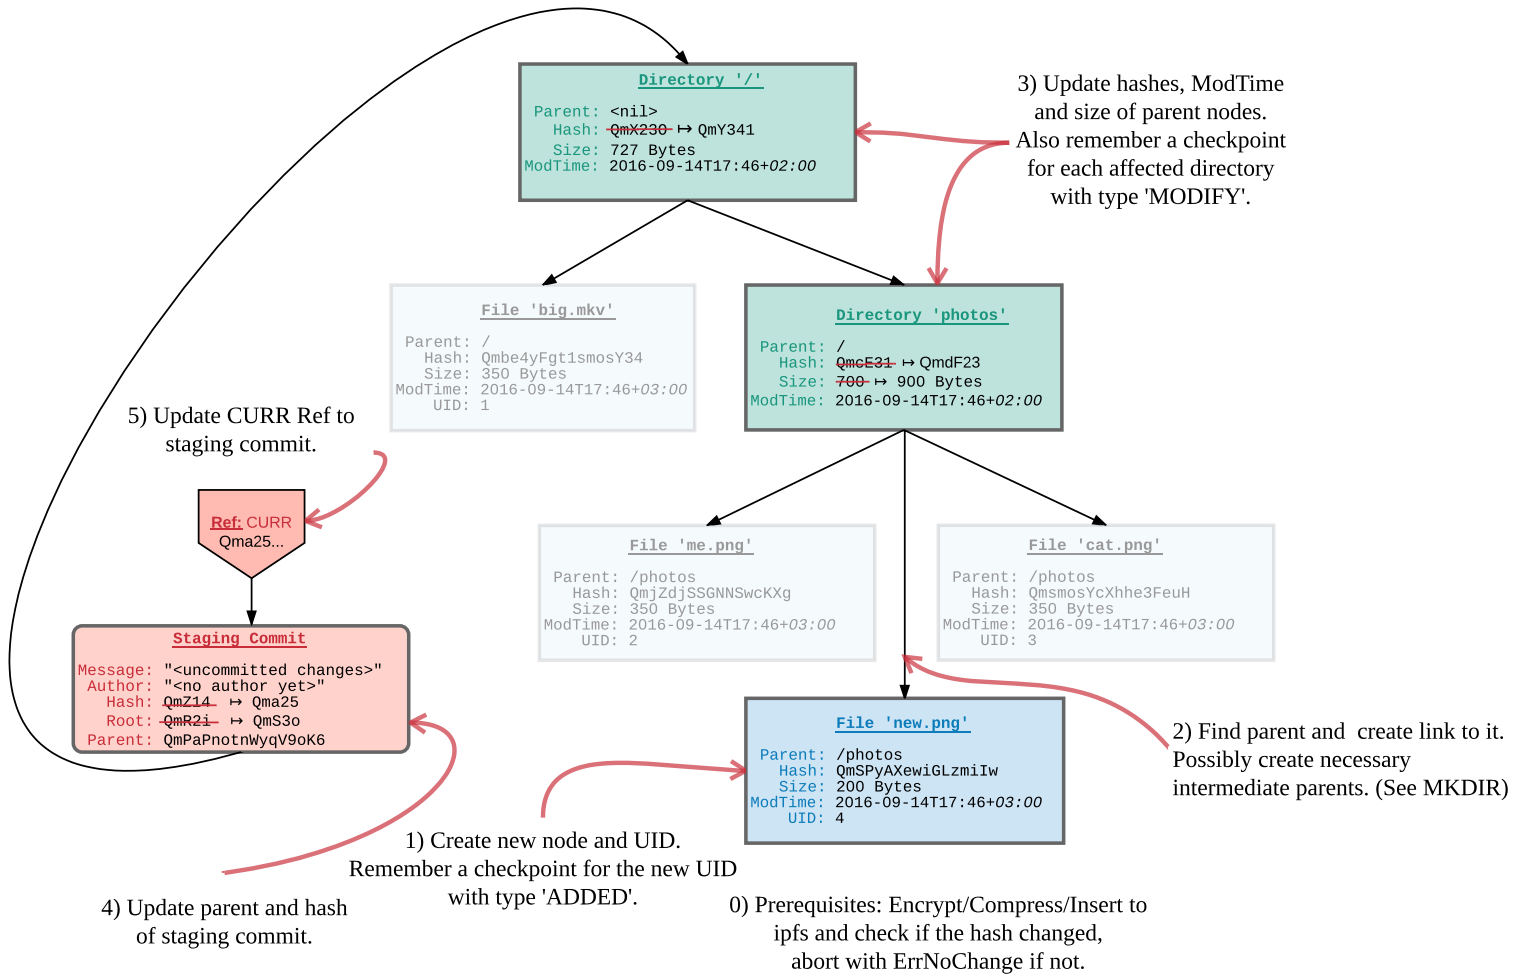 Directory '/'
Parent: <nil>
Hash: QmX230 ↦ QmY341
Size: 727 Bytes
ModTime: 2016-09-14T17:46+02:00
3) Update hashes, ModTime
and size of parent nodes.
Also remember a checkpoint
for each affected directory
with type 'MODIFY'.
File 'big.mkv'
Parent: /
Hash: Qmbe4yFgt1smosY34
Size: 350 Bytes
ModTime: 2016-09-14T17:46+03:00
UID: 1
Directory 'photos'
Parent: /
Hash: QmcE31 ↦ QmdF23
Size: 700 ↦ 900 Bytes
ModTime: 2016-09-14T17:46+02:00
5) Update CURR Ref to
staging commit.
Ref: CURR
Qma25...
File 'me.png'
Parent: /photos
Hash: QmjZdjSSGNNSwcKXg
Size: 350 Bytes
ModTime: 2016-09-14T17:46+03:00
UID: 2
File 'cat.png'
Parent: /photos
Hash: QmsmosYcXhhe3FeuH
Size: 350 Bytes
ModTime: 2016-09-14T17:46+03:00
UID: 3
Staging Commit
Message: "<uncommitted changes>"
Author: "<no author yet>"
Hash: QmZ14 ↦ Qma25
Root: QmR2i ↦ QmS3o
Parent: QmPaPnotnWyqV9oK6
File 'new.png'
Parent: /photos
Hash: QmSPyAXewiGLzmiIw
Size: 200 Bytes
ModTime: 2016-09-14T17:46+03:00
UID: 4
2) Find parent and  create link to it.
Possibly create necessary
intermediate parents. (See MKDIR)
1) Create new node and UID.
Remember a checkpoint for the new UID
with type 'ADDED'.
4) Update parent and hash
of staging commit.
0) Prerequisites: Encrypt/Compress/Insert to
ipfs and check if the hash changed,
abort with ErrNoChange if not.